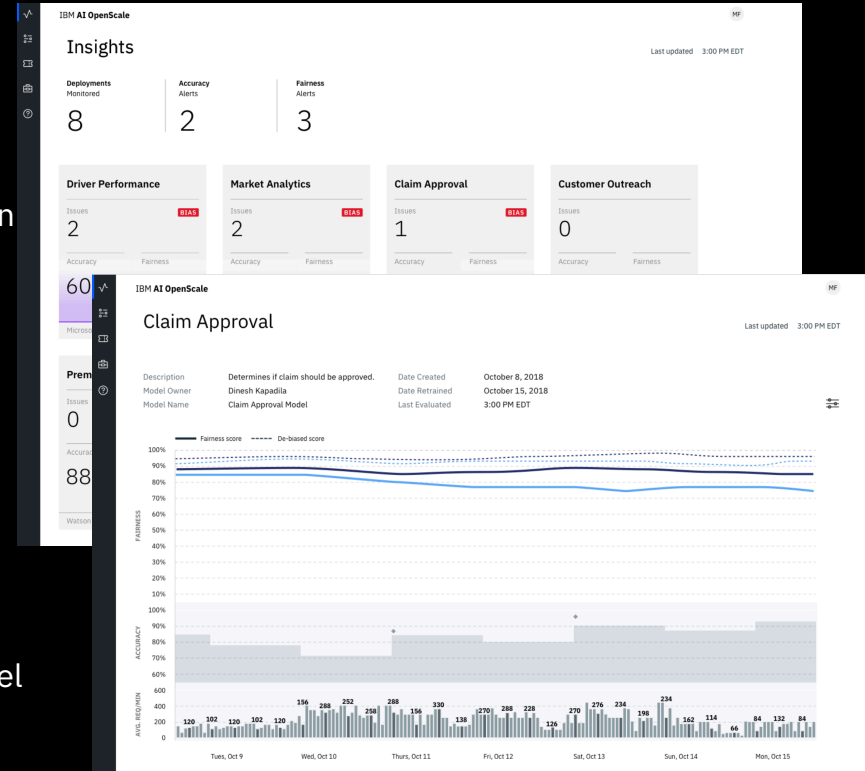 IBM AI OpenScale
MF
Insights
Last updated 3:00 PM EDT
Deployments
Monitored
8
Accuracy
Alerts
2
Fairness
Alerts
3
Driver Performance
Issues
BIAS
2
Accuracy Fairness
60
Market Analytics
Issues
BIAS
2
Accuracy Fairness
Claim Approval
Issues
BIAS
1
Accuracy Fairness
Customer Outreach
Issues
0
Accuracy Fairness
Microso
Prem
Issues
0
Accurac
88
Watson
n
el
IBM AI OpenScale
MF
Claim Approval
Last updated 3:00 PM EDT
Description Determines if claim should be approved. Date Created October 8, 2018
Model Owner Dinesh Kapadila Date Retrained October 15, 2018
Model Name Claim Approval Model Last Evaluated 3:00 PM EDT
Fairness score De-biased score
FAIRNESS
100%
90%
80%
70%
60%
50%
40%
30%
20%
10%
ACCURACY
100%
90%
80%
70%
60%
AVG. REQ/MIN
600
400
200
0
120 102 120 102 120 156 288 252 258 288 156 330 138 270 288 228 126 270 276 234 198 234 162 114 66 84 132 84
Tues, Oct 9 Wed, Oct 10 Thurs, Oct 11 Fri, Oct 12 Sat, Oct 13 Sun, Oct 14 Mon, Oct 15